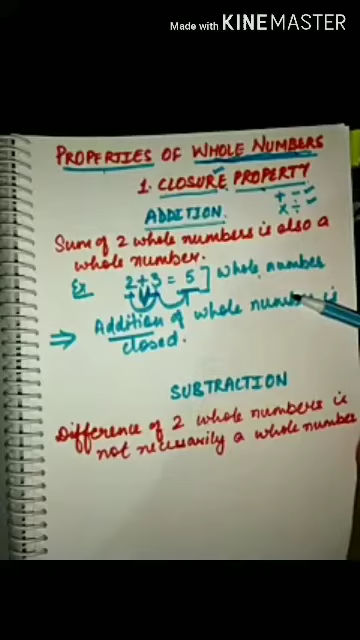 Made with KINEMASTER
PROPERTIES OF WHOLE NUMBERS
1. CLOSURE PROPERTY
+ - 
× ÷
ADDITION
Sum of 2 whole numbers is also a
whole number.
Ex 2+3 = 5 ] whole number
⇒ Addition of whole number is
closed.
SUBTRACTION
Difference of 2 whole numbers is
not necessarily a whole number